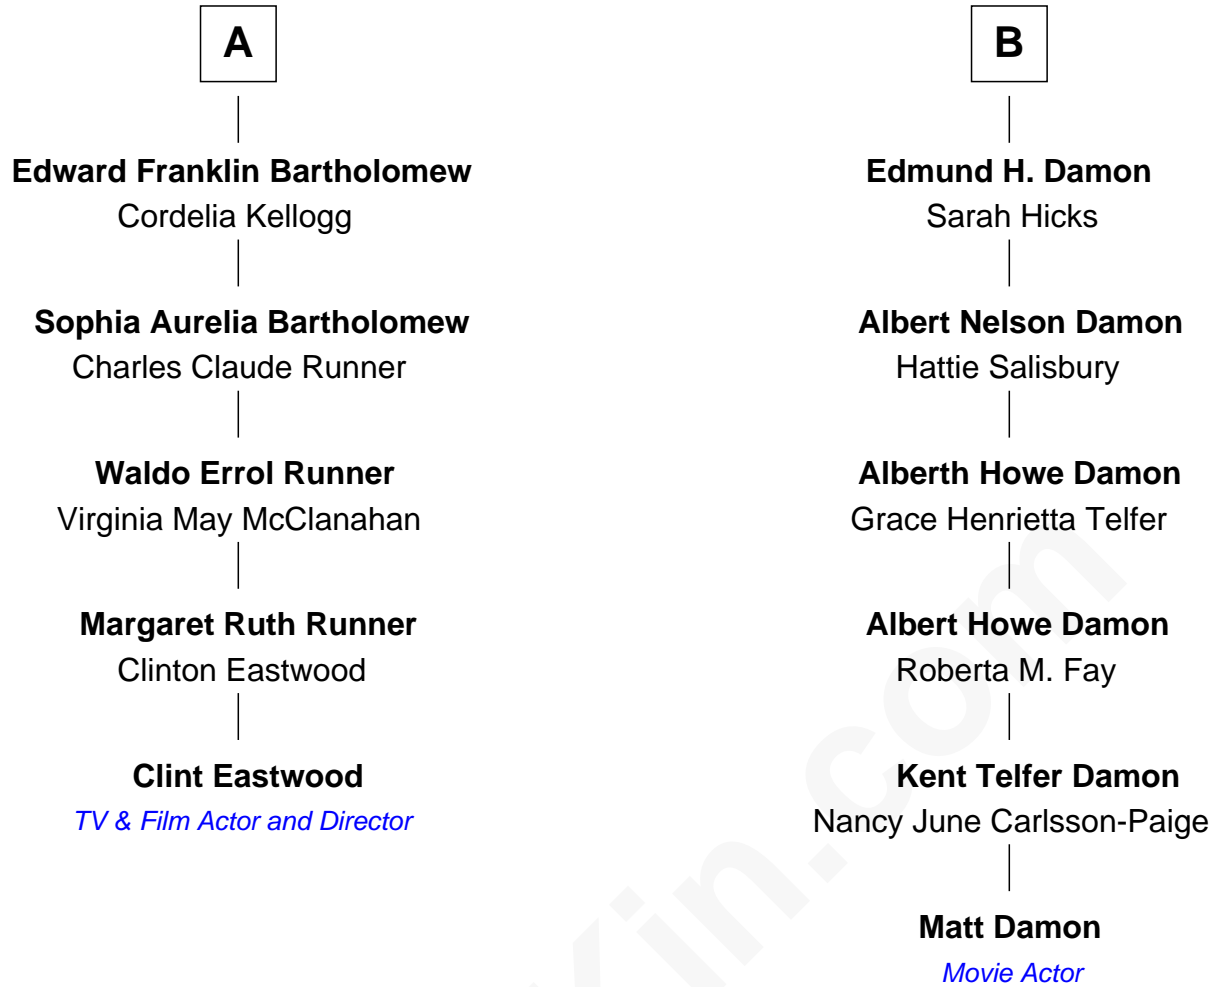 A
Edward Franklin Bartholomew
Cordelia Kellogg
Sophia Aurelia Bartholomew
Charles Claude Runner
Waldo Errol Runner
Virginia May McClanahan
Margaret Ruth Runner
Clinton Eastwood
Clint Eastwood
TV & Film Actor and Director
B
Edmund H. Damon
Sarah Hicks
Albert Nelson Damon
Hattie Salisbury
Alberth Howe Damon
Grace Henrietta Telfer
Albert Howe Damon
Roberta M. Fay
Kent Telfer Damon
Nancy June Carlsson-Paige
Matt Damon
Movie Actor
Kin.com